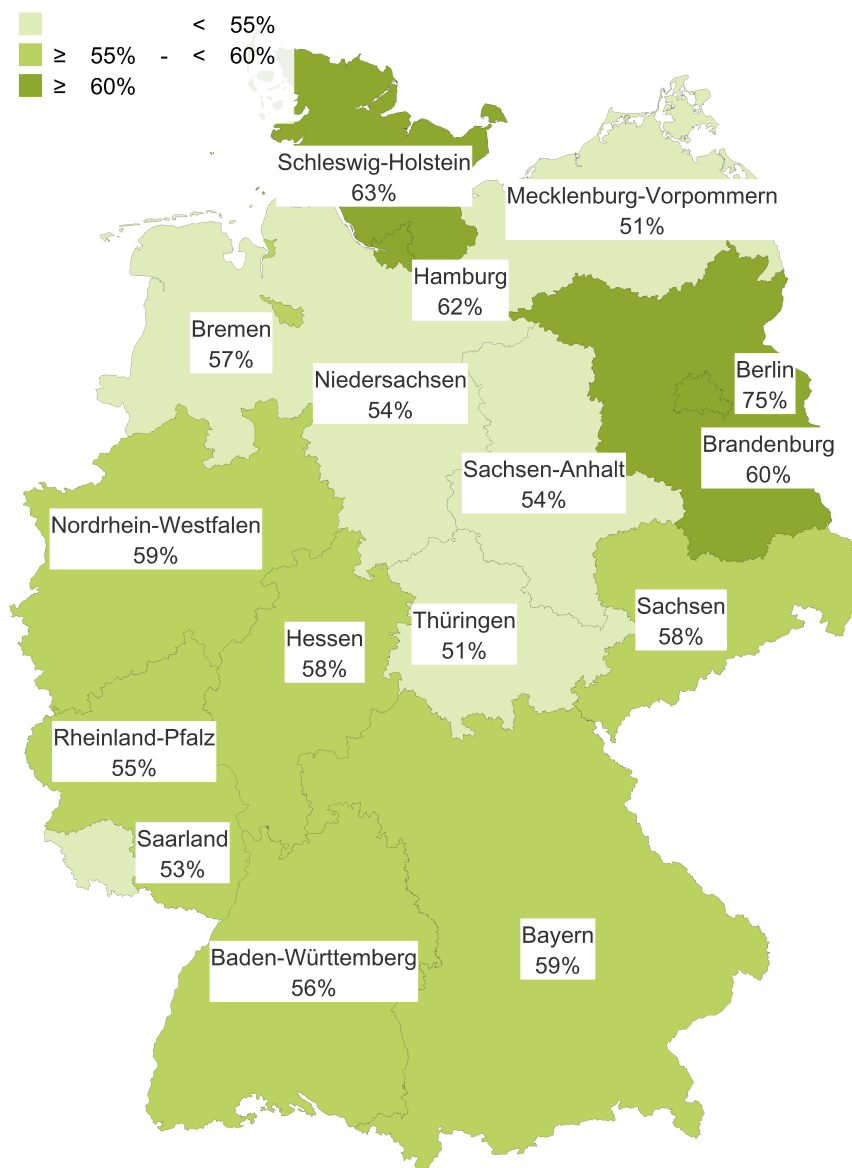 < 55%
≥ 55% - < 60%
≥ 60%
Schleswig-Holstein
63%
Mecklenburg-Vorpommern
51%
Hamburg
62%
Bremen
57%
Niedersachsen
54%
Berlin
75%
Brandenburg
60%
Sachsen-Anhalt
54%
Nordrhein-Westfalen
59%
Sachsen
58%
Thüringen
51%
Hessen
58%
Rheinland-Pfalz
55%
Saarland
53%
Bayern
59%
Baden-Württemberg
56%